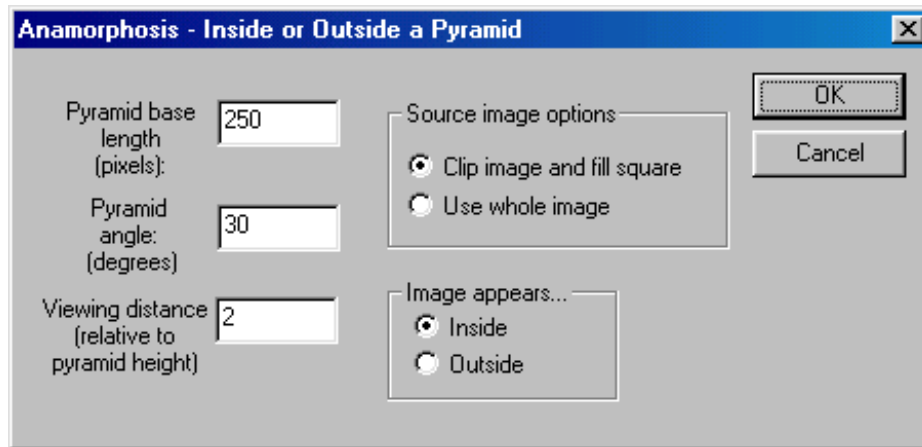 Anamorphosis - Inside or Outside a Pyramid
Pyramid base
length
(pixels):
250
Pyramid
angle:
(degrees)
30
Viewing distance
(relative to
pyramid height)
2
Source image options
Clip image and fill square
Use whole image
Image appears...
Inside
Outside
OK
Cancel